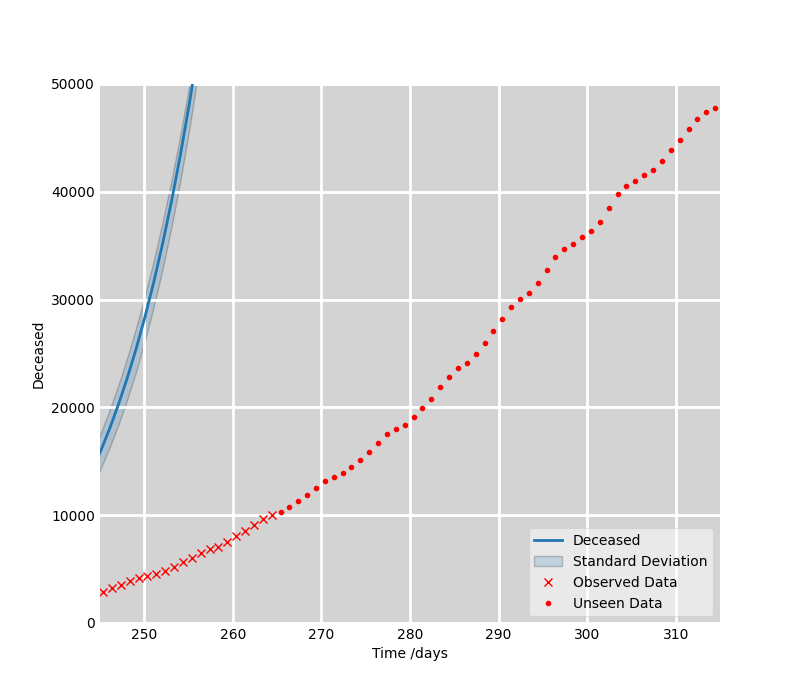 50000
40000
30000
20000
10000
0
Deceased
250
260
270
280
290
300
310
Time /days
Deceased
Standard Deviation
Observed Data
Unseen Data